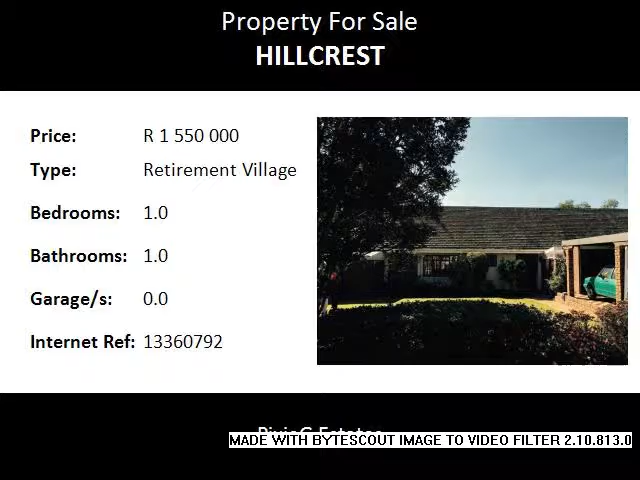 Property For Sale
HILLCREST
Price: R 1 550 000
Type: Retirement Village
Bedrooms: 1.0
Bathrooms: 1.0
Garage/s: 0.0
Internet Ref: 13360792
MADE WITH BYTESCOUT IMAGE TO VIDEO FILTER 2.10.813.0